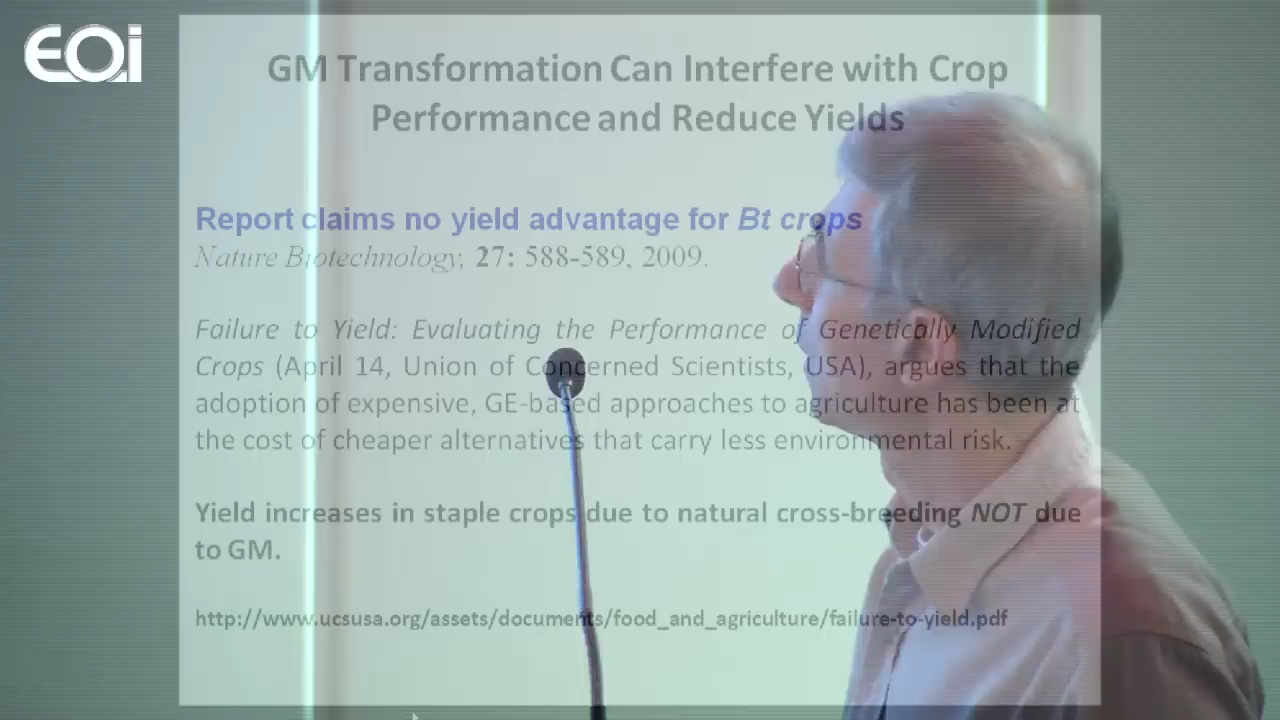 EOi
GM Transformation Can Interfere with Crop
Performance and Reduce Yields
Report claims no yield advantage for Bt crops
Nature Biotechnology, 27: 588-589, 2009.
Failure to Yield: Evaluating the Performance of Genetically Modified
Crops (April 14, Union of Concerned Scientists, USA), argues that the
adoption of expensive, GE-based approaches to agriculture has been at
the cost of cheaper alternatives that carry less environmental risk.
Yield increases in staple crops due to natural cross-breeding NOT due
to GM.
http://www.ucsusa.org/assets/documents/food_and_agriculture/failure-to-yield.pdf